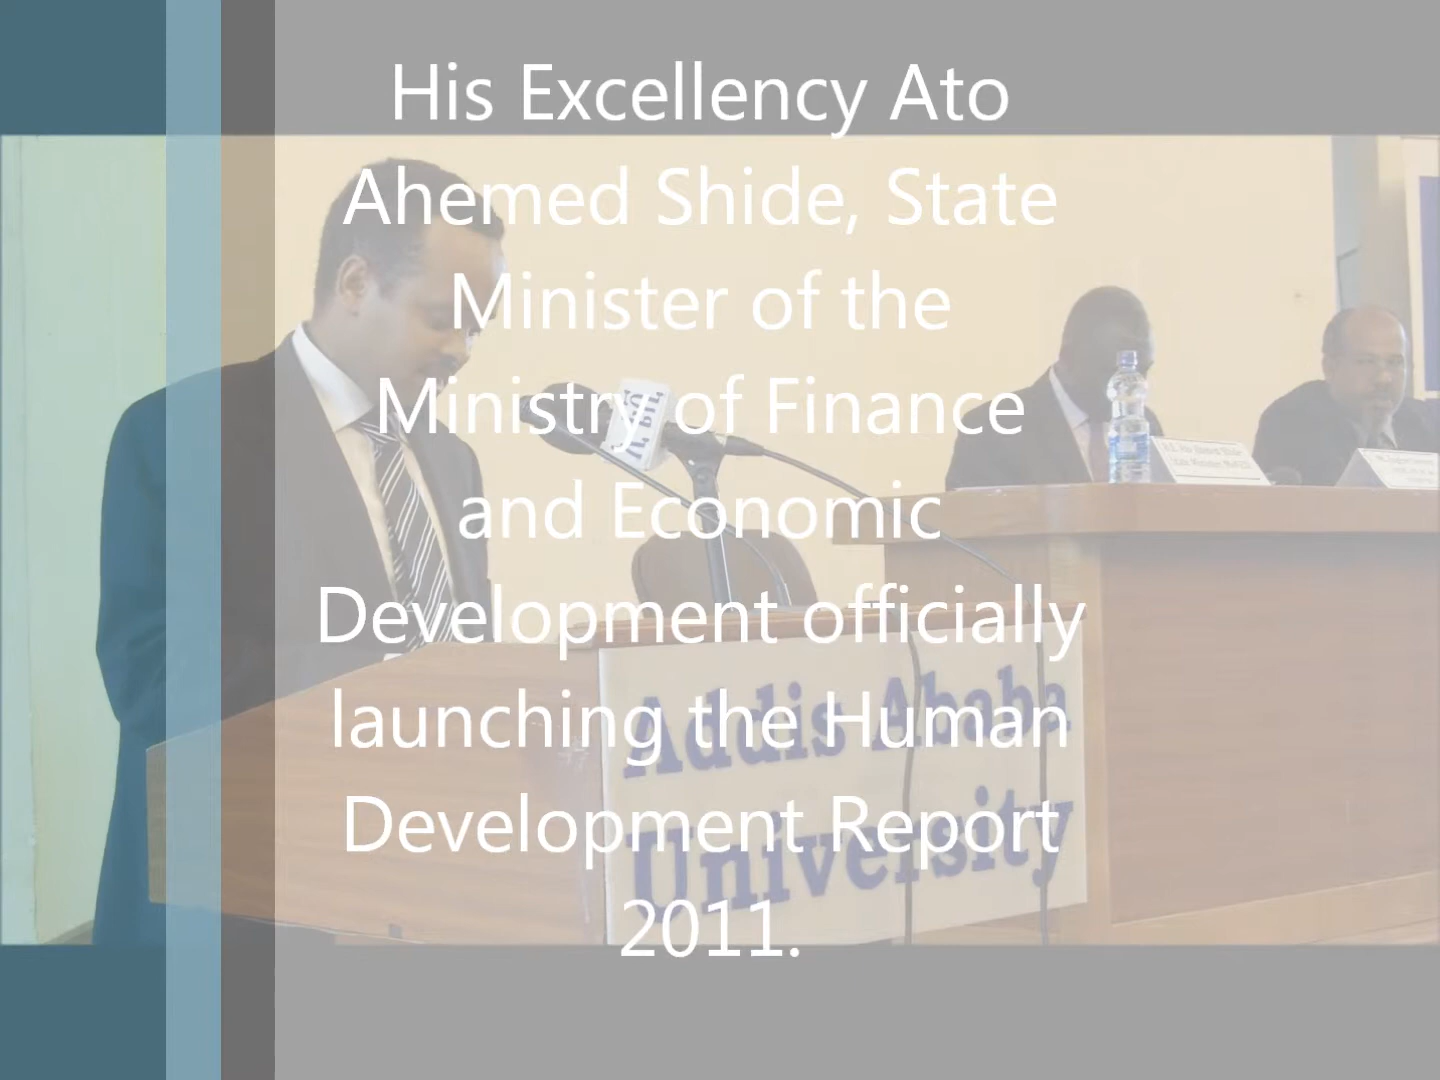 His Excellency Ato
Ahemed Shide, State
Minister of the
Ministry of Finance
and Economic
Development officially
launching the Human
Development Report
2011.
Addis Ababa
University